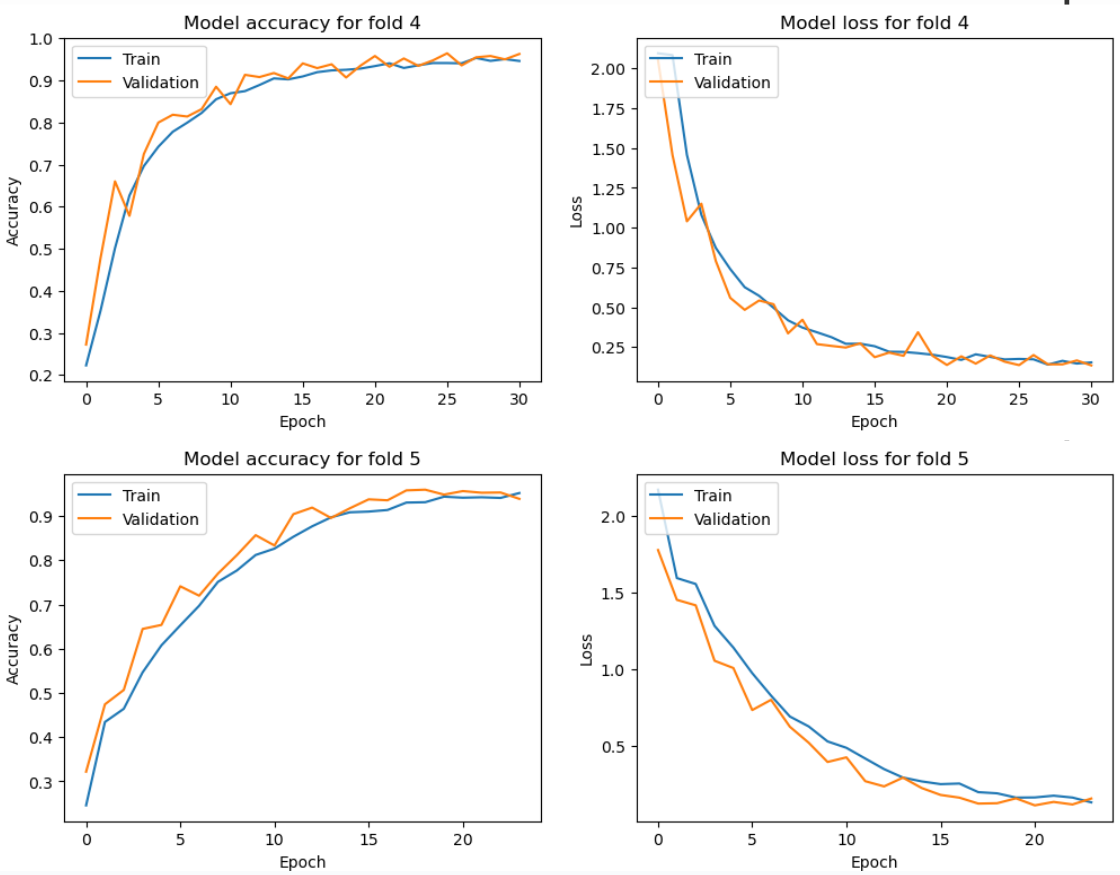 Model accuracy for fold 4
1.0
0.9
0.8
0.7
0.6
0.5
0.4
0.3
0.2
Accuracy
Train
Validation
0 5 10 15 20 25 30
Epoch
Model loss for fold 4
2.00
1.75
1.50
1.25
1.00
0.75
0.50
0.25
Loss
Train
Validation
0 5 10 15 20 25 30
Epoch
Model accuracy for fold 5
0.9
0.8
0.7
0.6
0.5
0.4
0.3
Accuracy
Train
Validation
0 5 10 15 20
Epoch
Model loss for fold 5
2.0
1.5
1.0
0.5
Loss
Train
Validation
0 5 10 15 20
Epoch